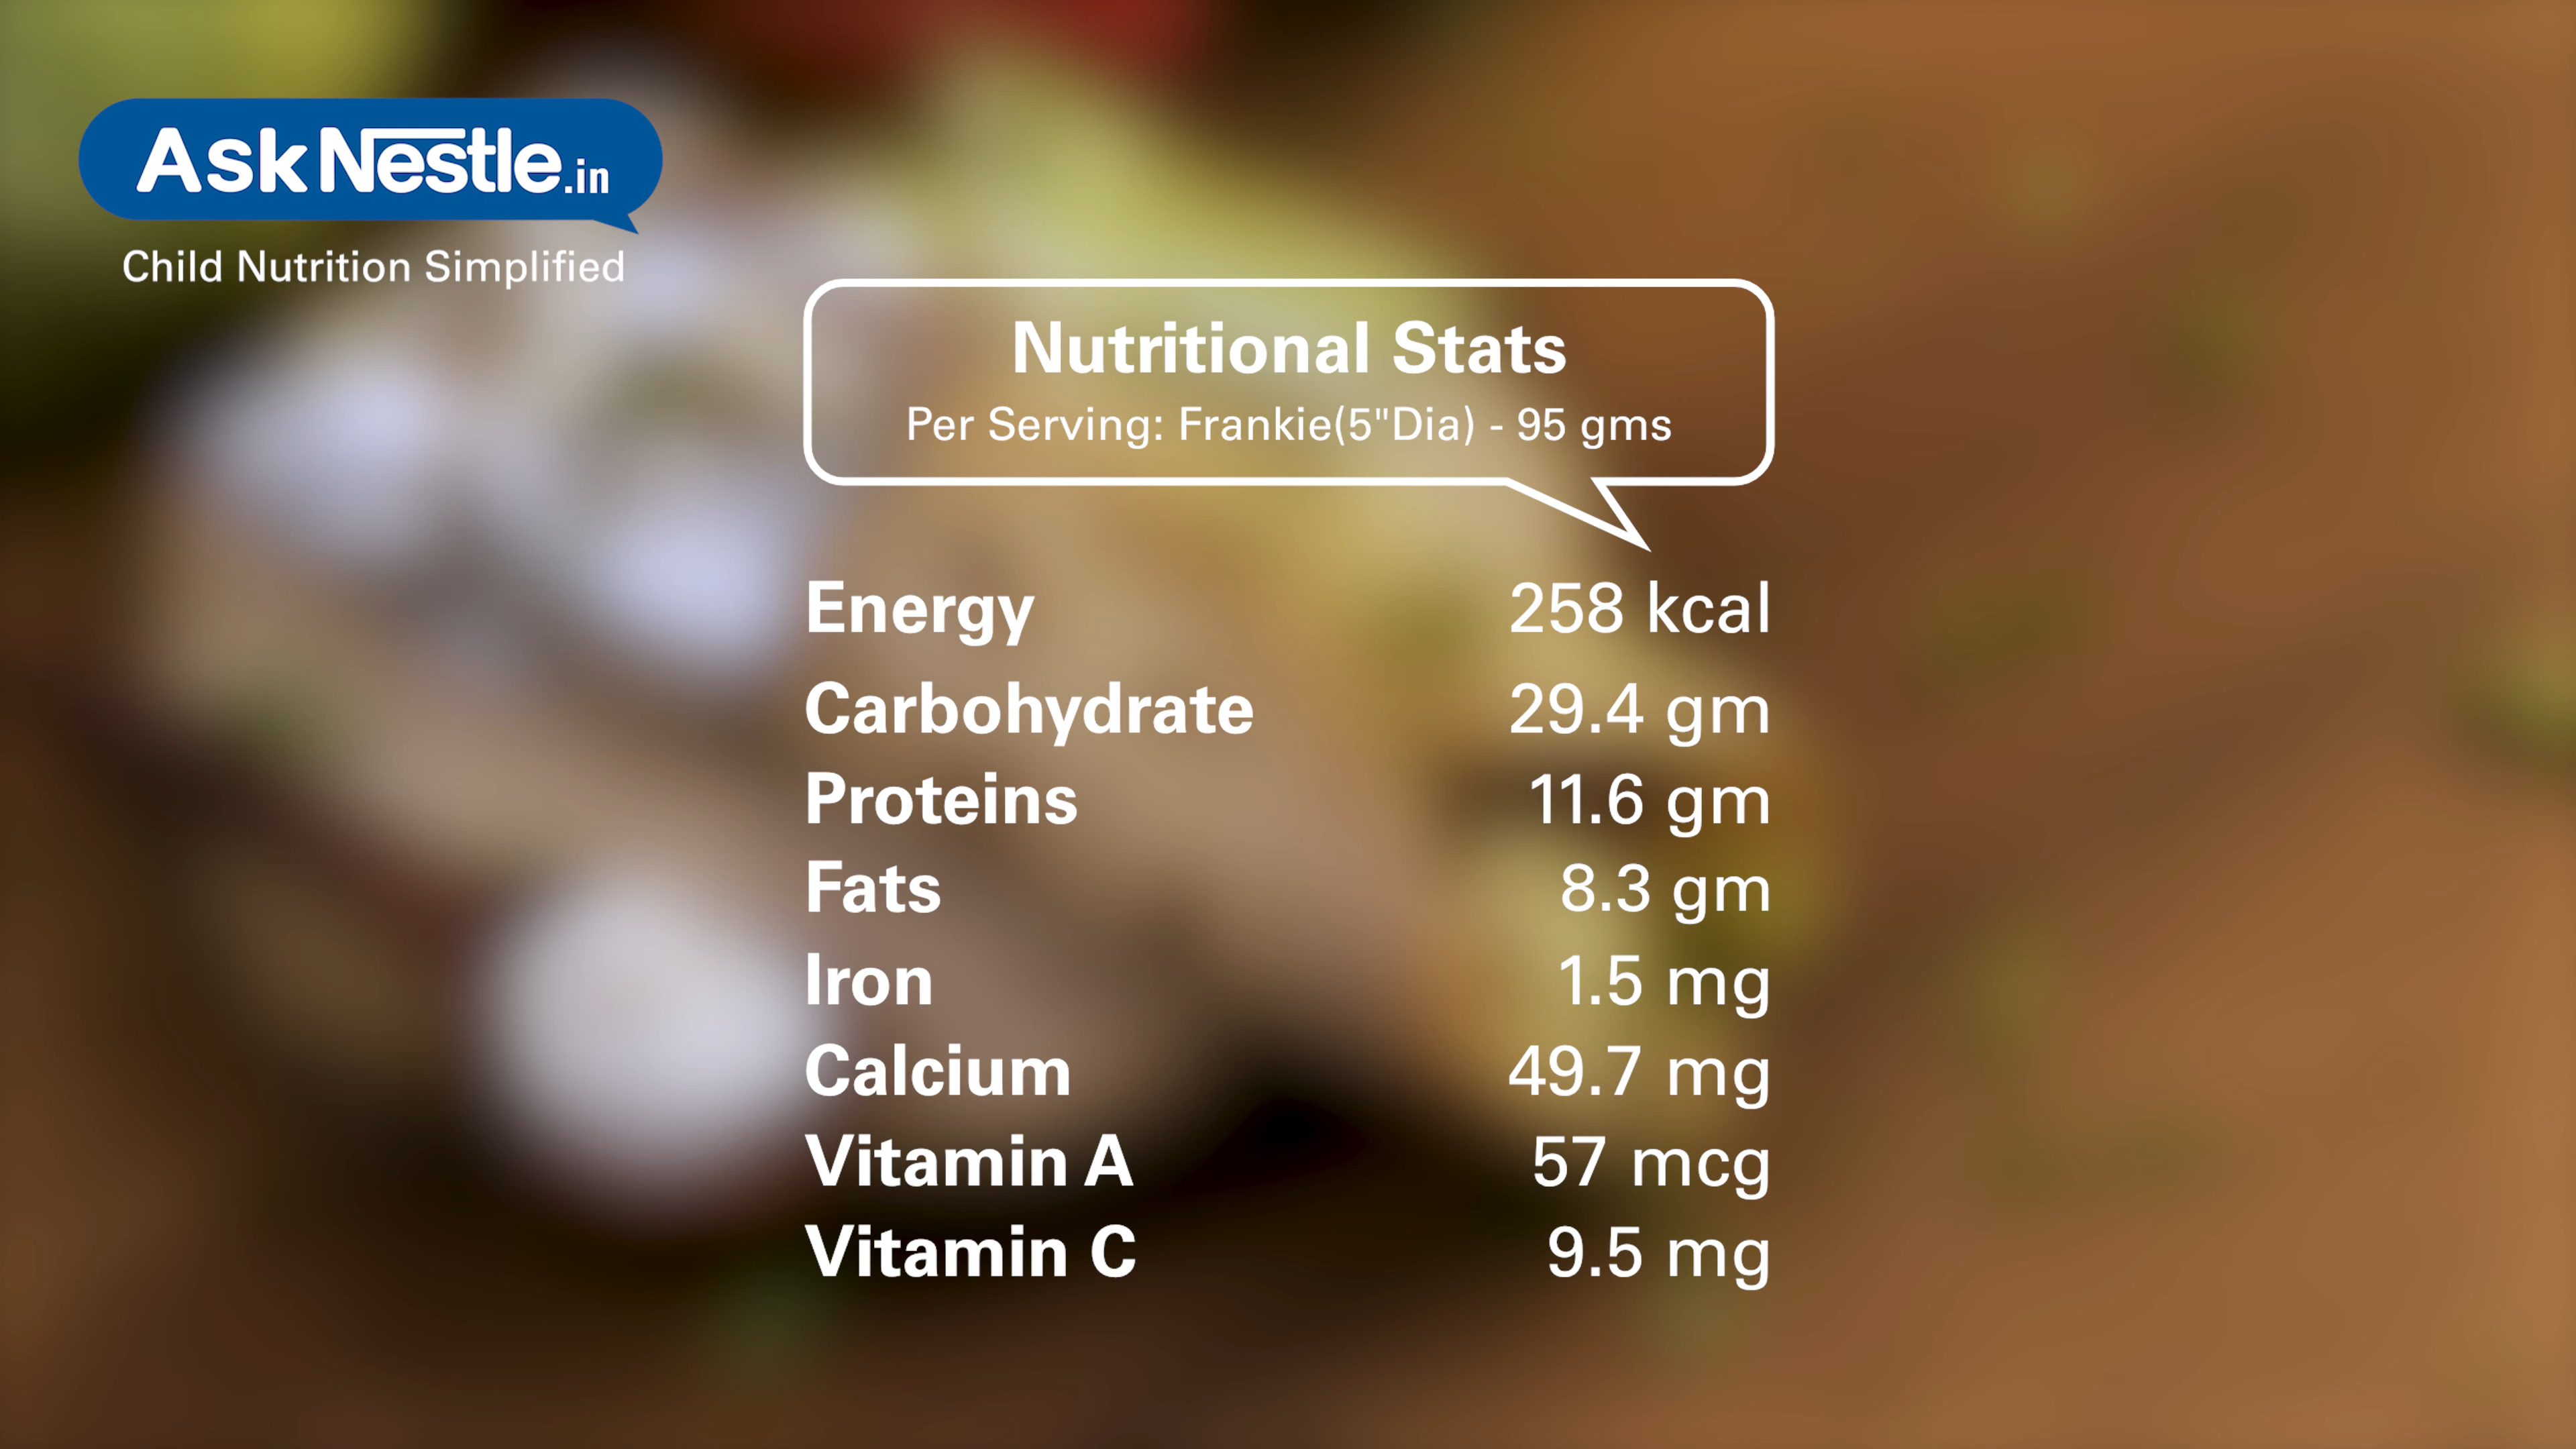 AskNestle.in
Child Nutrition Simplified
Nutritional Stats
Per Serving: Frankie(5"Dia) - 95 gms
Energy 258 kcal
Carbohydrate 29.4 gm
Proteins 11.6 gm
Fats 8.3 gm
Iron 1.5 mg
Calcium 49.7 mg
Vitamin A 57 mcg
Vitamin C 9.5 mg